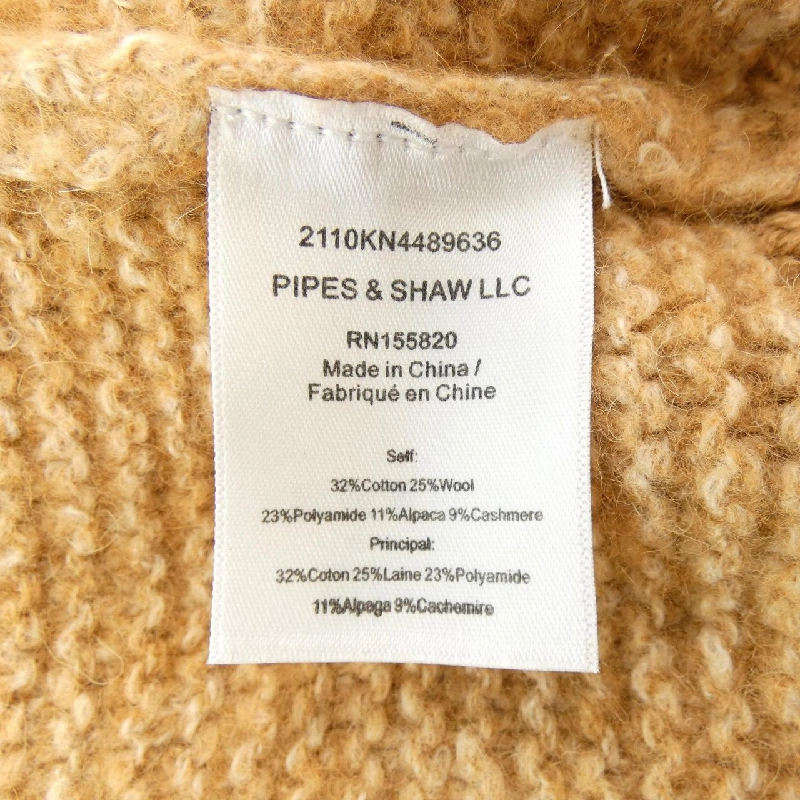 2110KN4489636
PIPES & SHAW LLC
RN155820
Made in China /
Fabriqué en Chine
Self:
32%Cotton 25%Wool
23%Polyamide 11%Alpaca 9%Cashmere
Principal:
32%Coton 25%Laine 23%Polyamide
11%Alpaga 9%Cachemire